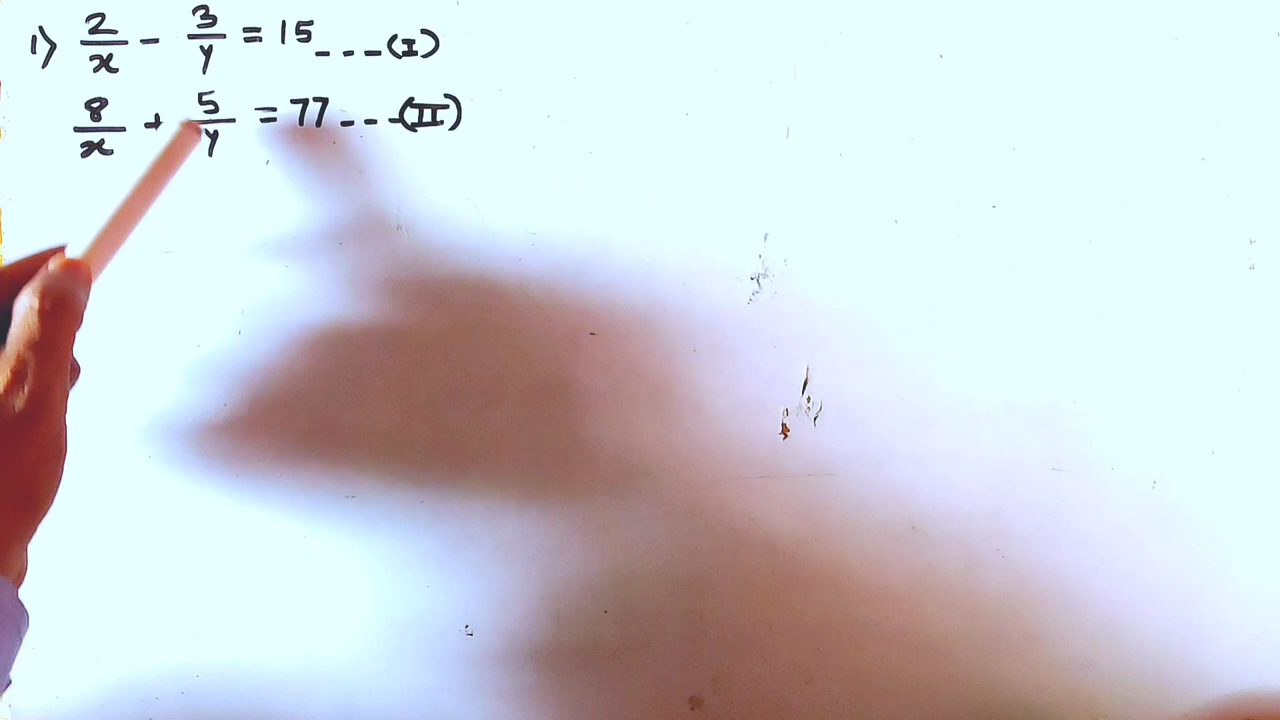 1) 2/x - 3/y = 15 ---(I)
8/x + 5/y = 77 ---(II)